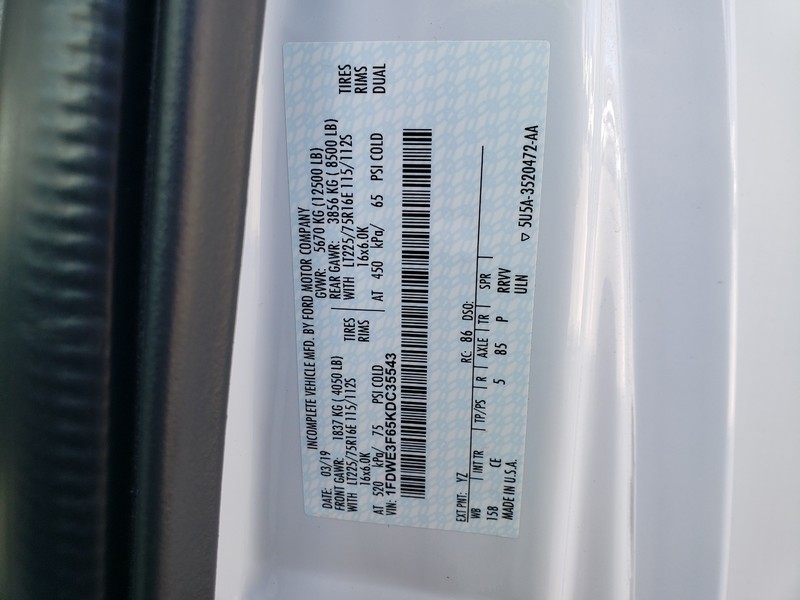 INCOMPLETE VEHICLE MFD. BY FORD MOTOR COMPANY
DATE: 03/19 GVWR: 5670 KG (12500 LB)
FRONT GAWR: 1837 KG ( 4050 LB) REAR GAWR: 3856 KG ( 8500 LB)
WITH LT225/75R16E 115/112S TIRES WITH LT225/75R16E 115/112S TIRES
16x6.0K RIMS 16x6.0K RIMS
AT 520 kPa/ 75 PSI COLD AT 450 kPa/ 65 PSI COLD DUAL
VIN: 1FDWE3F65KDC35543
EXT PNT: YZ RC: 86 DSO:
WB INT TR TP/PS R AXLE TR SPR
158 CE 5 85 P RRVV
MADE IN U.S.A. ULN
▽ 5U5A-3520472-AA